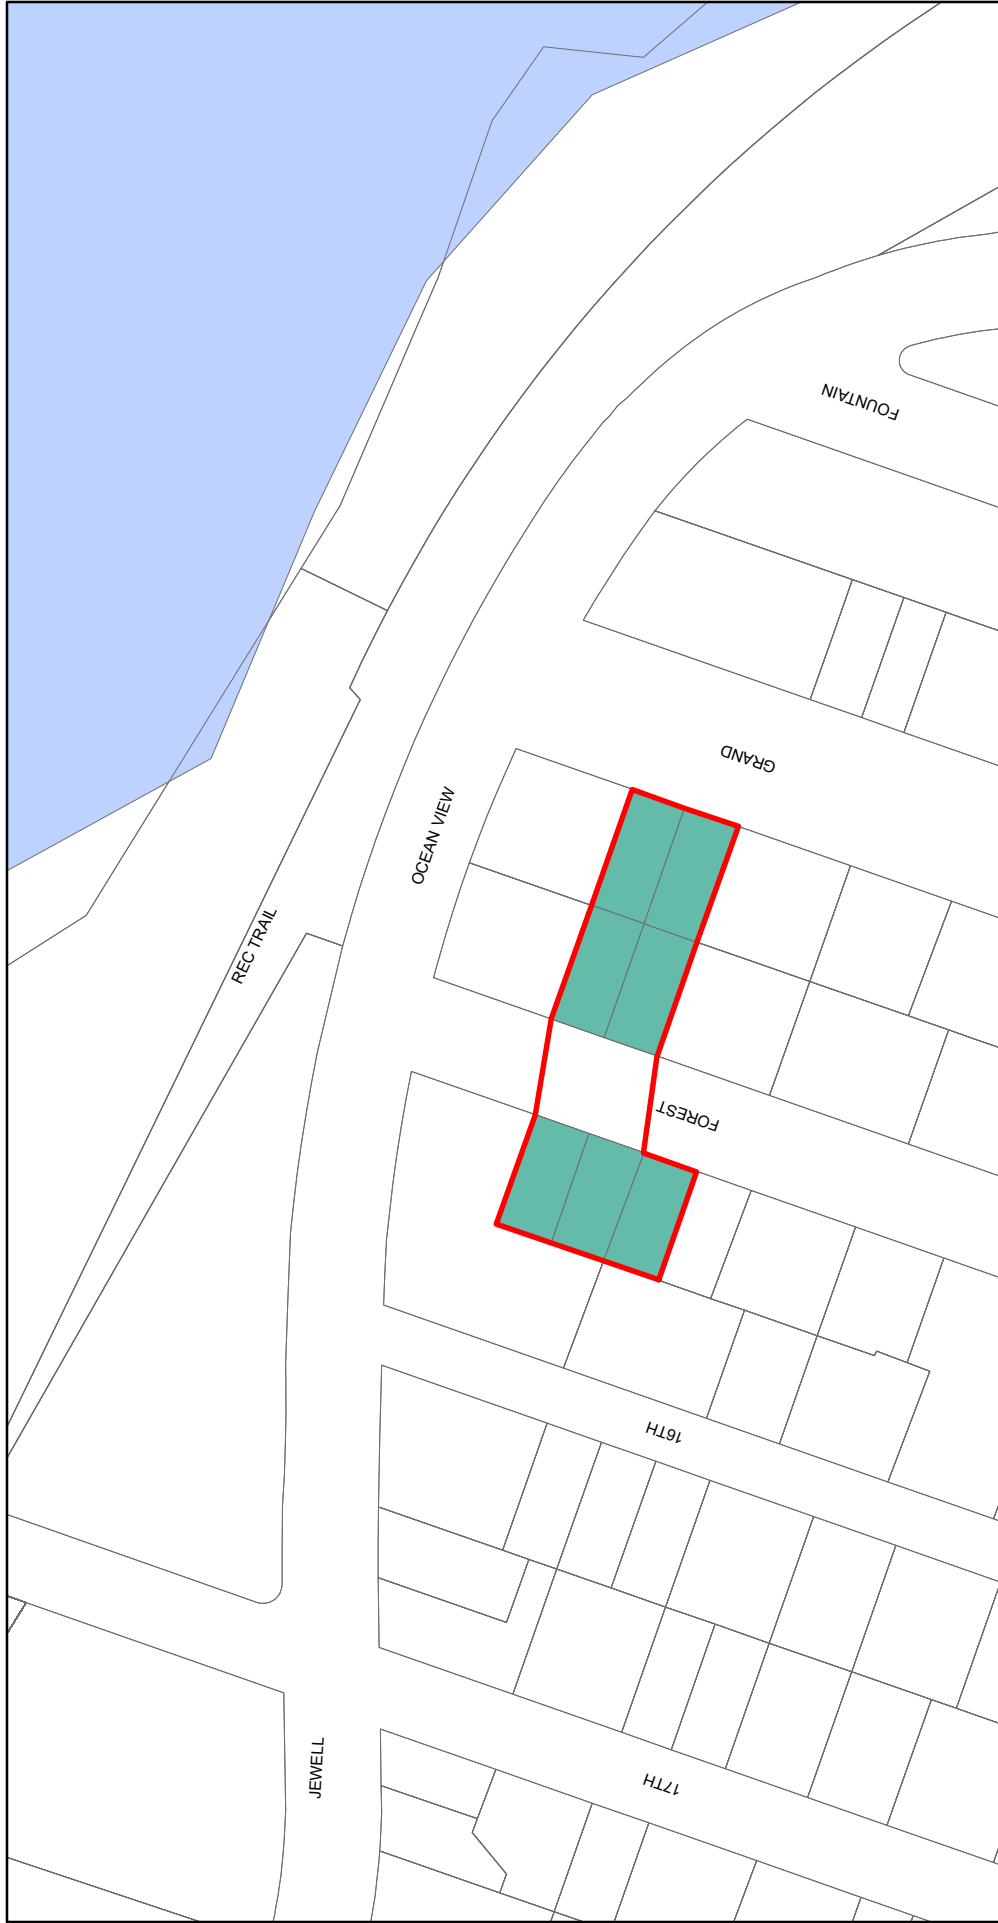 FOUNTAIN
GRAND
OCEAN VIEW
REC TRAIL
FOREST
16TH
JEWELL
17TH